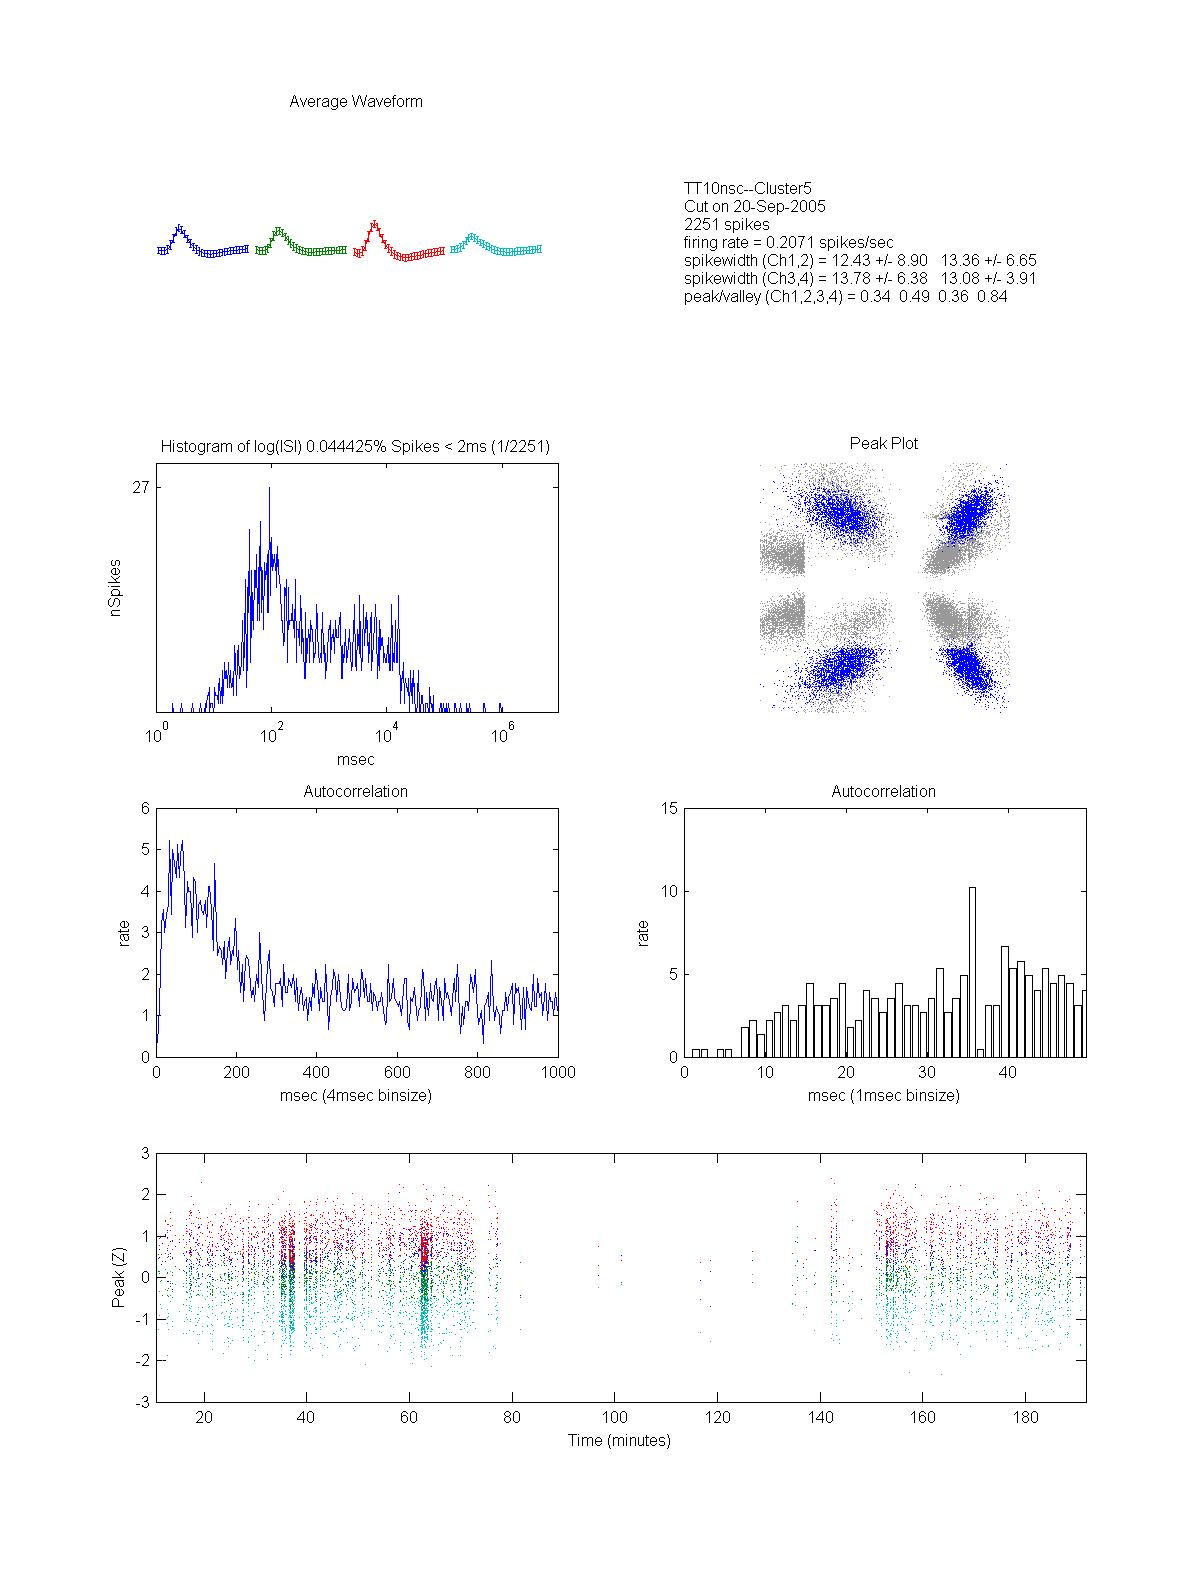 Average Waveform
TT10nsc--Cluster5
Cut on 20-Sep-2005
2251 spikes
firing rate = 0.2071 spikes/sec
spikewidth (Ch1,2) = 12.43 +/- 8.90   13.36 +/- 6.65
spikewidth (Ch3,4) = 13.78 +/- 6.38   13.08 +/- 3.91
peak/valley (Ch1,2,3,4) = 0.34  0.49  0.36  0.84
Histogram of log(ISI) 0.044425% Spikes < 2ms (1/2251)
27
nSpikes
10^0 10^2 10^4 10^6
msec
Peak Plot
Autocorrelation
6
5
4
3
2
1
0
rate
0 200 400 600 800 1000
msec (4msec binsize)
Autocorrelation
15
10
5
0
rate
0 10 20 30 40
msec (1msec binsize)
3
2
1
0
-1
-2
-3
Peak (Z)
20 40 60 80 100 120 140 160 180
Time (minutes)